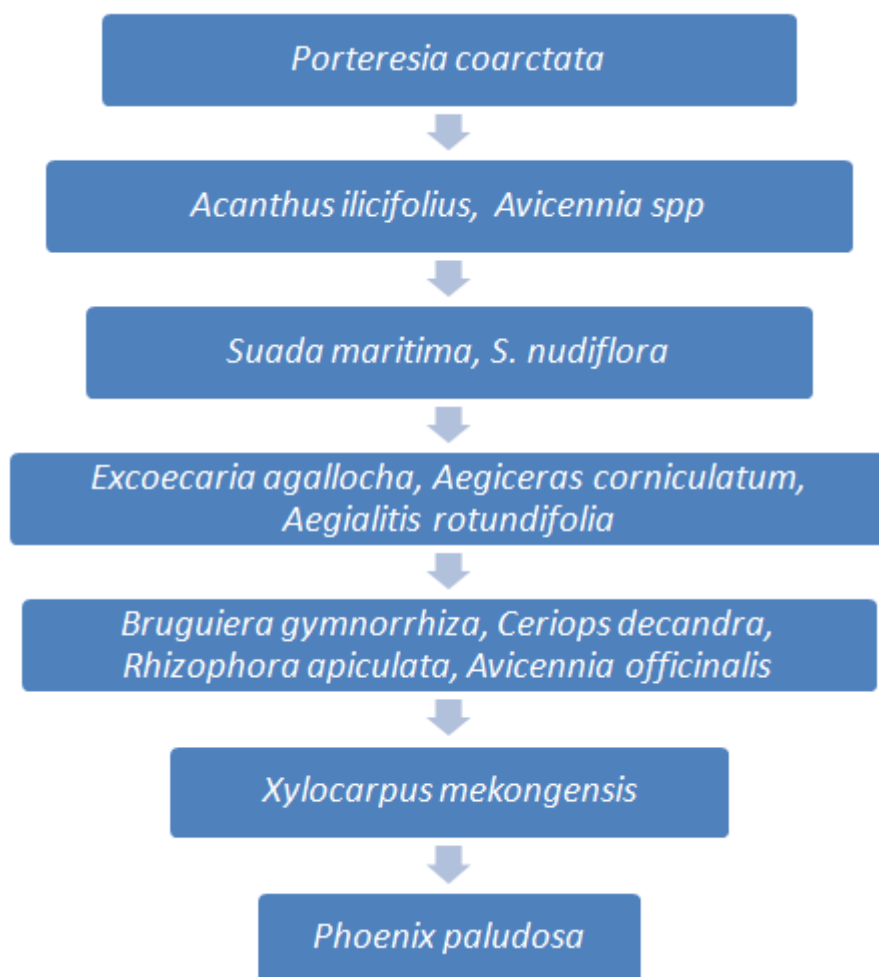 Porteresia coarctata
Acanthus ilicifolius, Avicennia spp
Suada maritima, S. nudiflora
Excoecaria agallocha, Aegiceras corniculatum,
Aegialitis rotundifolia
Bruguiera gymnorrhiza, Ceriops decandra,
Rhizophora apiculata, Avicennia officinalis
Xylocarpus mekongensis
Phoenix paludosa